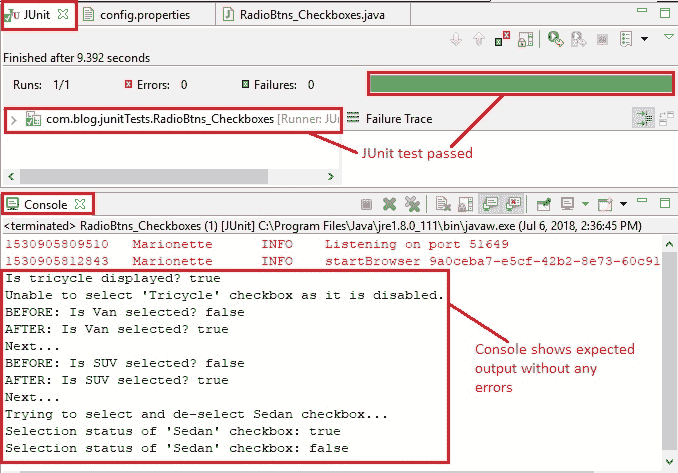 JUnit config.properties RadioBtns_Checkboxes.java
Finished after 9.392 seconds
Runs: 1/1 Errors: 0 Failures: 0
com.blog.junitTests.RadioBtns_Checkboxes [Runner: JU Failure Trace
JUnit test passed
Console
<terminated> RadioBtns_Checkboxes (1) [JUnit] C:\Program Files\Java\jre1.8.0_111\bin\javaw.exe (Jul 6, 2018, 2:36:45 PM)
1530905809510 Marionette INFO Listening on port 51649
1530905812843 Marionette INFO startBrowser 9a0ceba7-e5cf-42b2-8e73-60c91
Is tricycle displayed? true
Unable to select 'Tricycle' checkbox as it is disabled.
BEFORE: Is Van selected? false
AFTER: Is Van selected? true
Next...
BEFORE: Is SUV selected? false
AFTER: Is SUV selected? true
Next...
Trying to select and de-select Sedan checkbox...
Selection status of 'Sedan' checkbox: true
Selection status of 'Sedan' checkbox: false
Console shows expected
output without any
errors